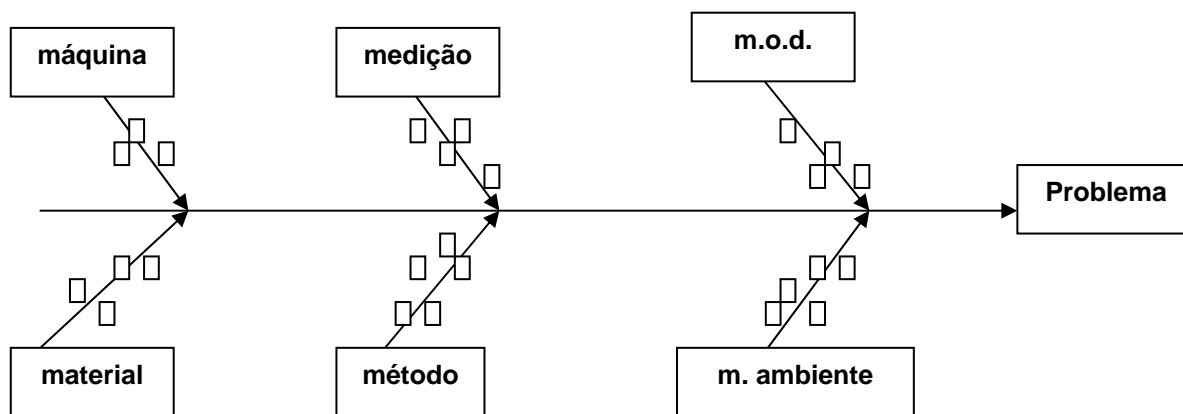 máquina
medição
m.o.d.
Problema
material
método
m. ambiente